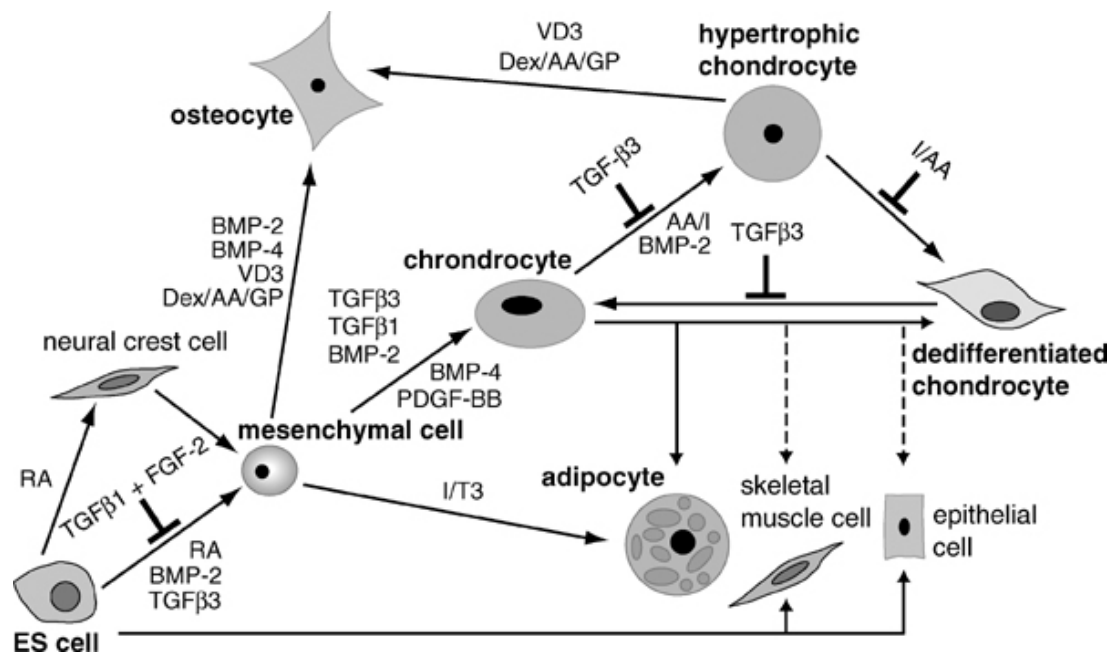 VD3
Dex/AA/GP
hypertrophic
chondrocyte
osteocyte
TGF-β3
I/AA
AA/I
BMP-2
TGFβ3
BMP-2
BMP-4
VD3
Dex/AA/GP
chrondrocyte
TGFβ3
TGFβ1
BMP-2
neural crest cell
BMP-4
PDGF-BB
dedifferentiated
chondrocyte
mesenchymal cell
RA
TGFβ1 + FGF-2
I/T3
adipocyte
skeletal
muscle cell
epithelial
cell
RA
BMP-2
TGFβ3
ES cell